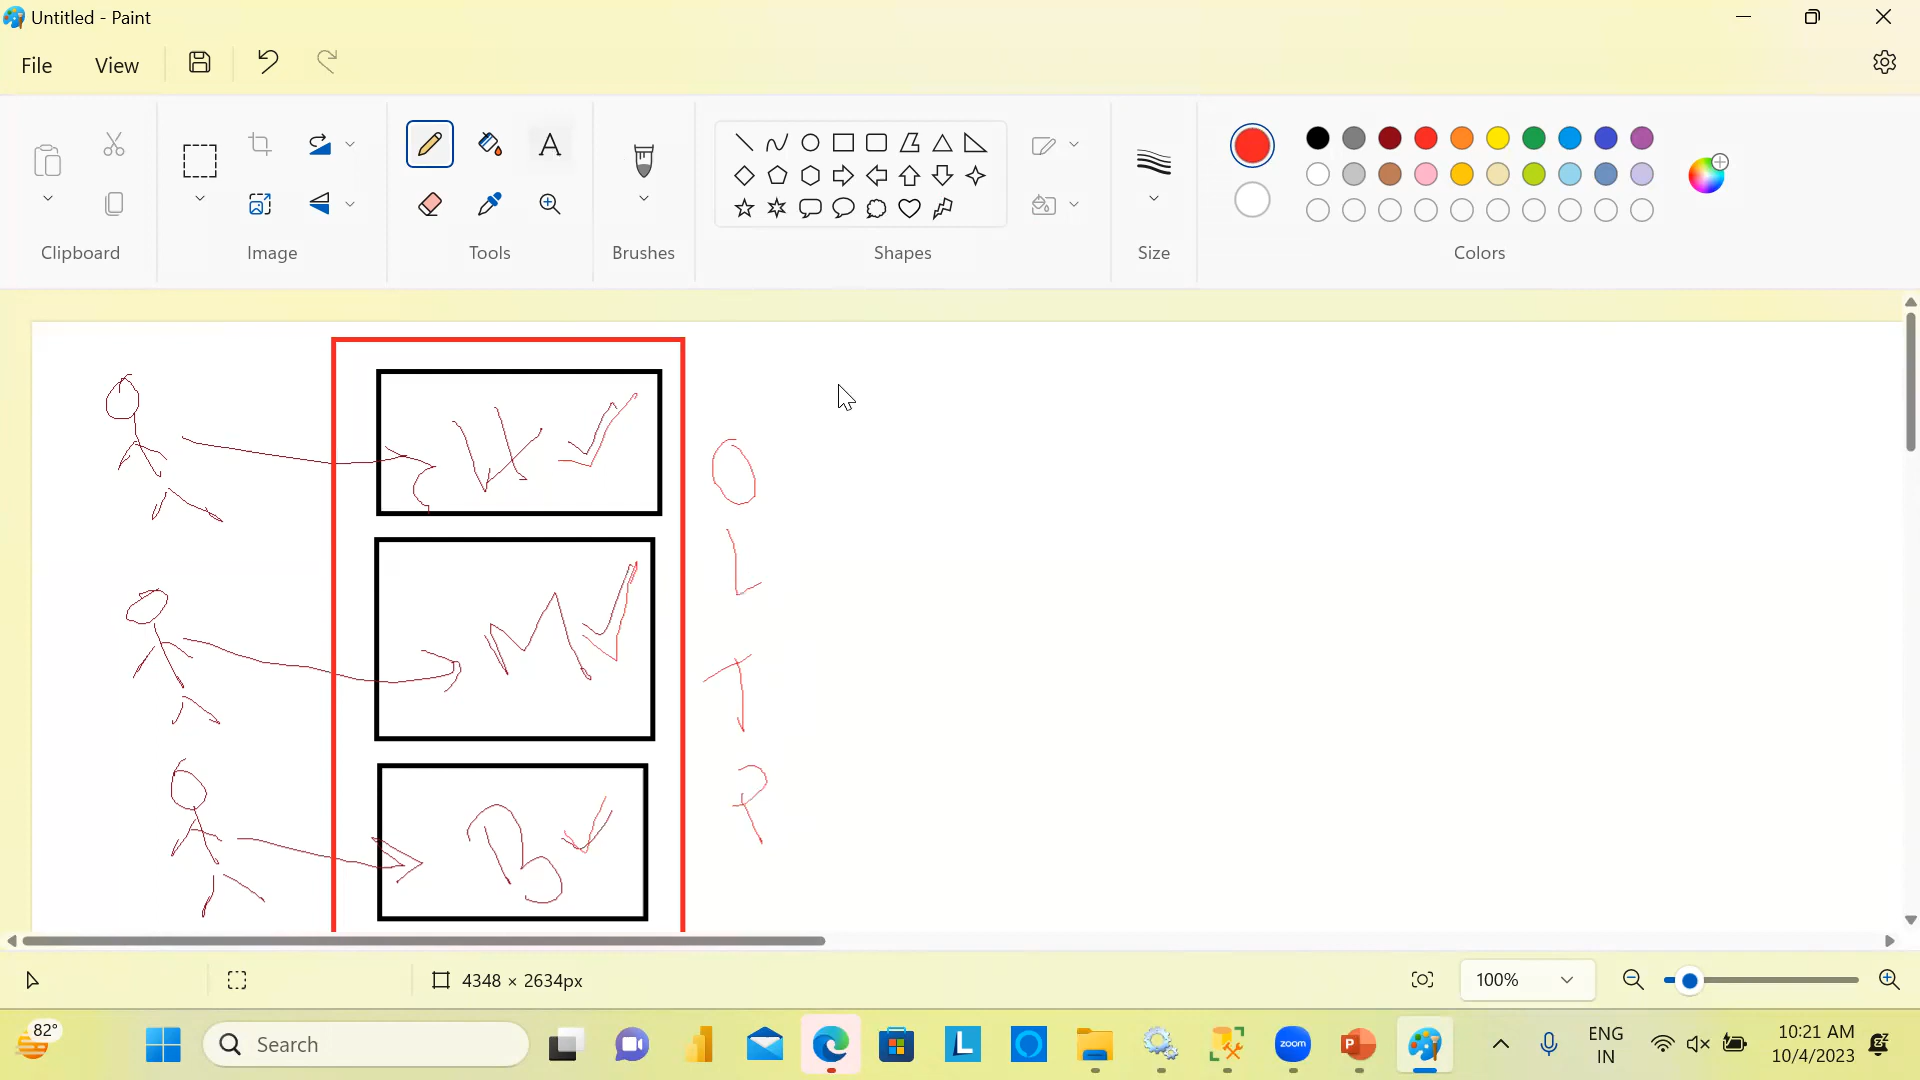 Untitled - Paint
File View
Clipboard Image Tools Brushes Shapes Size Colors
M
B
O
L
T
P
4348 × 2634px 100%
82° Search zoom ENG 10:21 AM
IN 10/4/2023